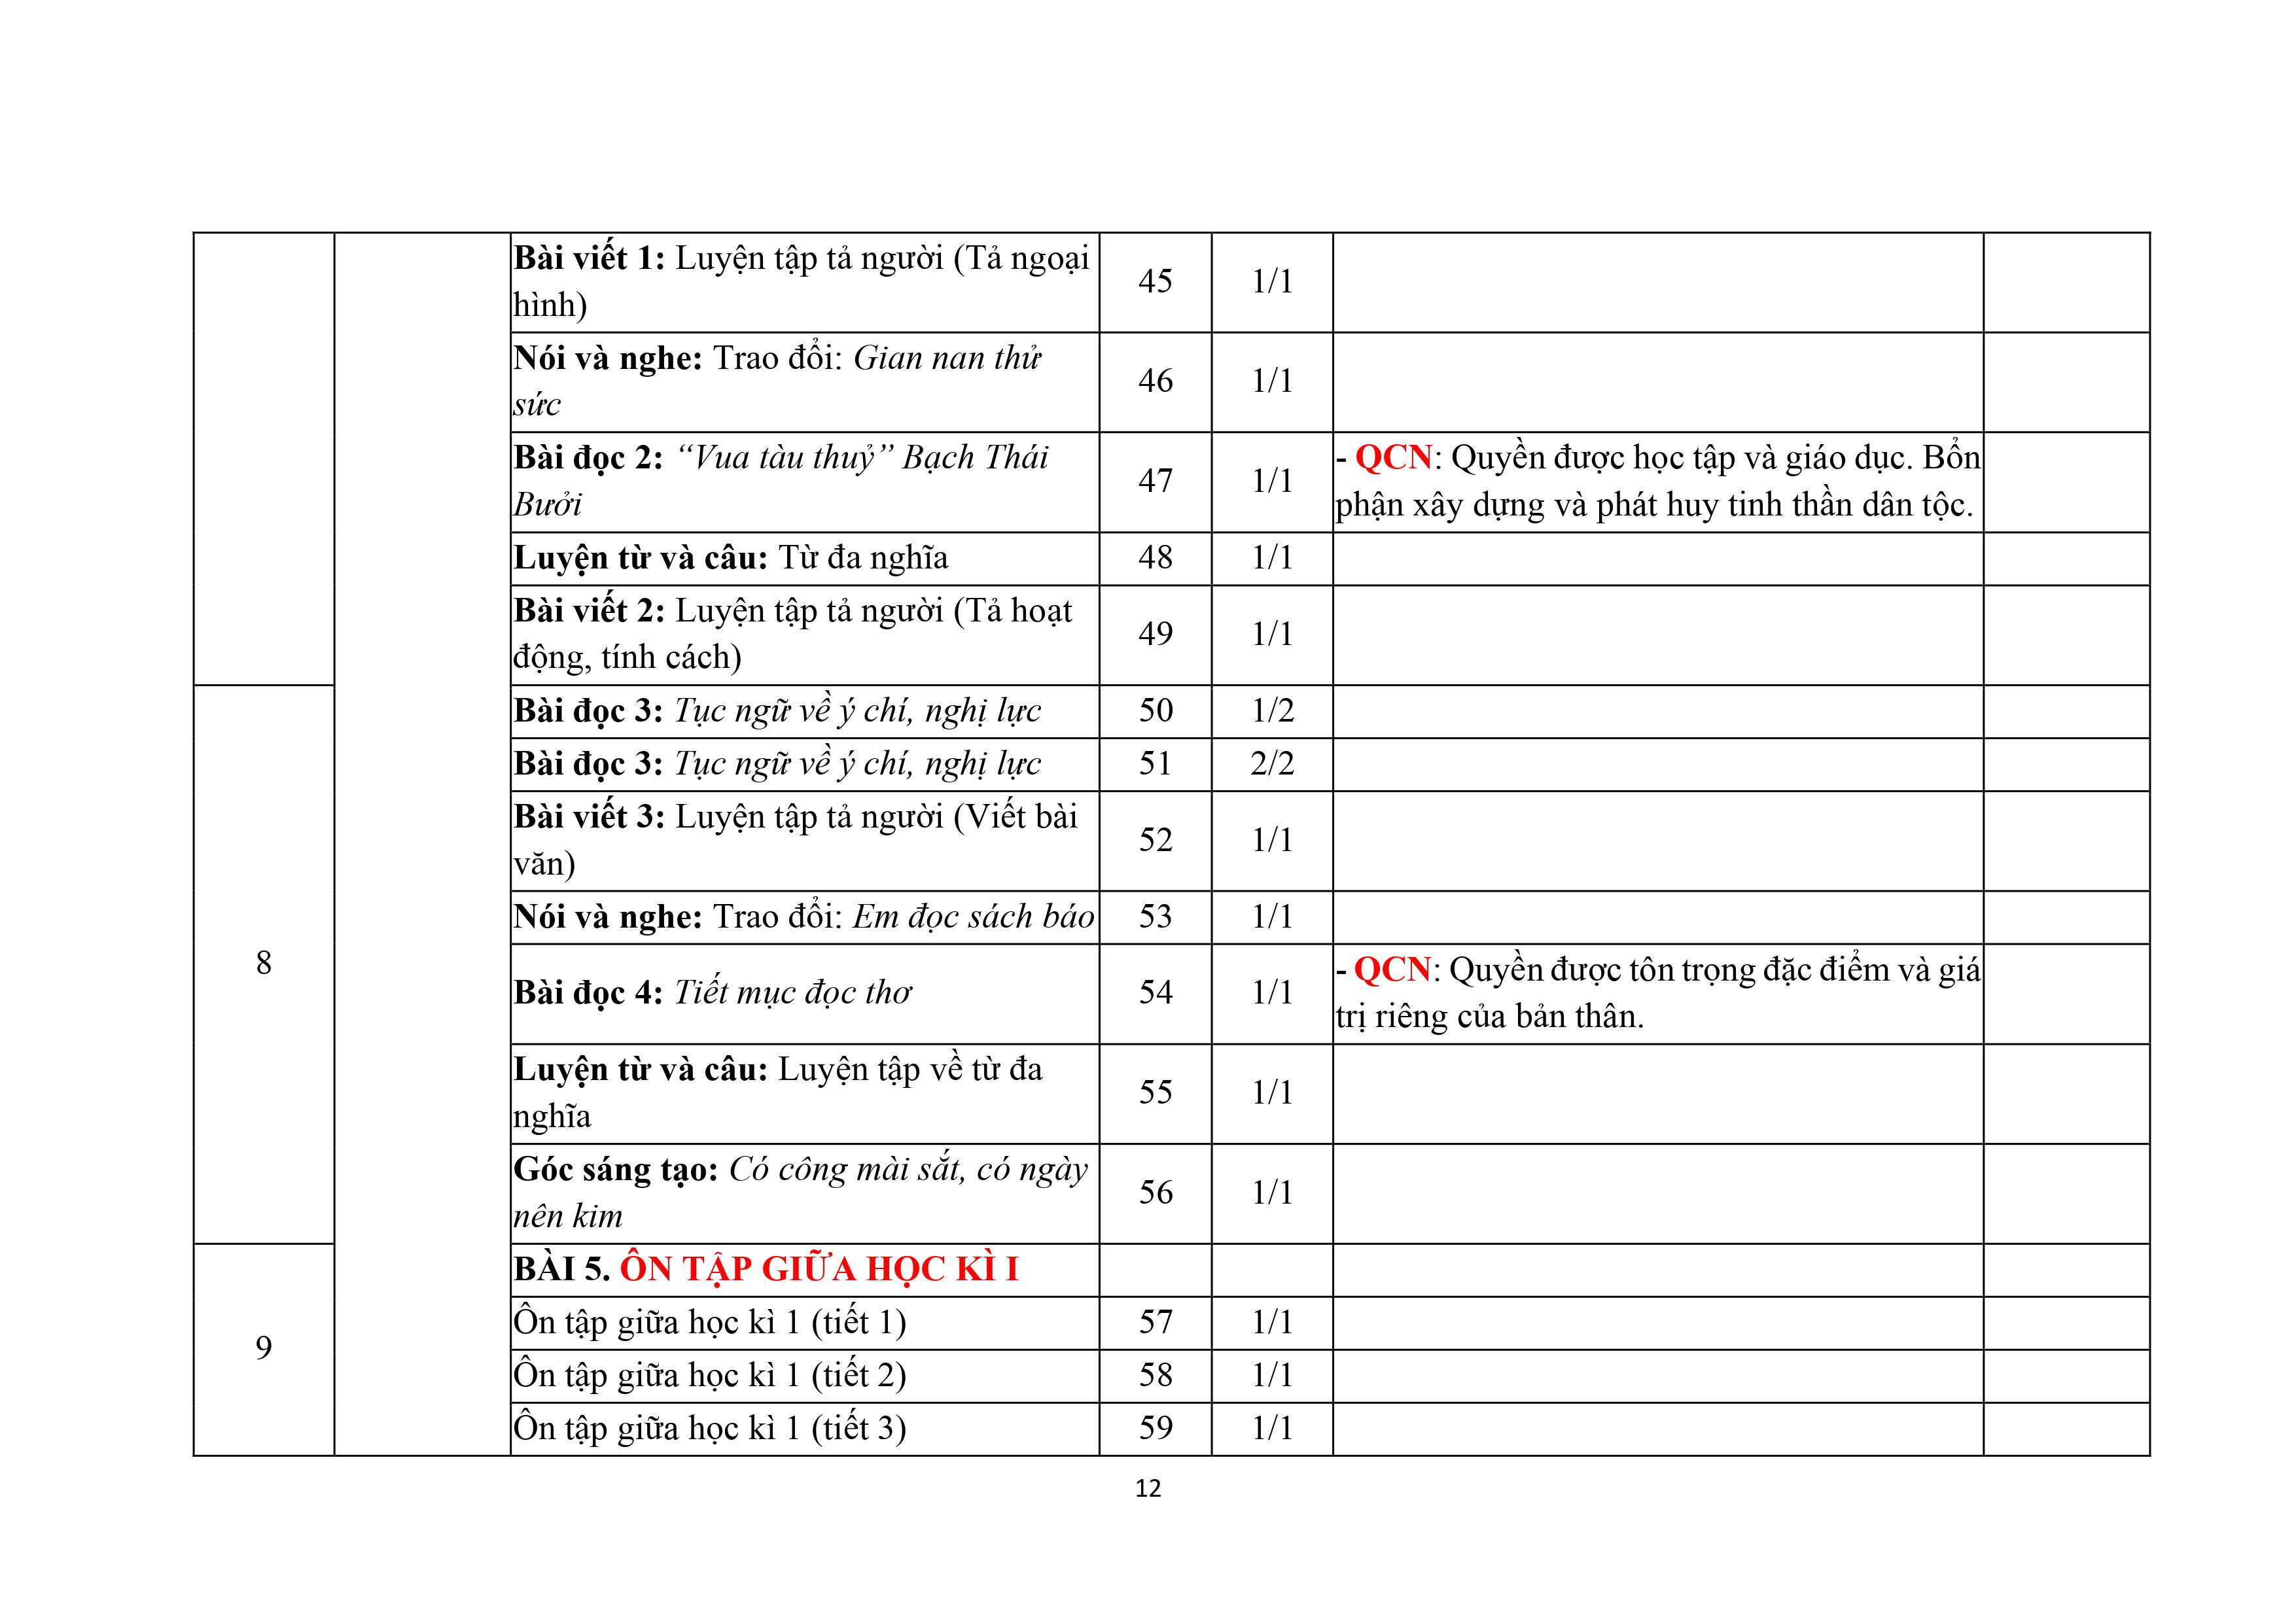 Bài viết 1: Luyện tập tả người (Tả ngoại
hình)
45
1/1
Nói và nghe: Trao đổi: Gian nan thử
sức
46
1/1
Bài đọc 2: “Vua tàu thuỷ” Bạch Thái
Bưởi
47
1/1
- QCN: Quyền được học tập và giáo dục. Bổn
phận xây dựng và phát huy tinh thần dân tộc.
Luyện từ và câu: Từ đa nghĩa
48
1/1
Bài viết 2: Luyện tập tả người (Tả hoạt
động, tính cách)
49
1/1
8
Bài đọc 3: Tục ngữ về ý chí, nghị lực
50
1/2
Bài đọc 3: Tục ngữ về ý chí, nghị lực
51
2/2
Bài viết 3: Luyện tập tả người (Viết bài
văn)
52
1/1
Nói và nghe: Trao đổi: Em đọc sách báo
53
1/1
Bài đọc 4: Tiết mục đọc thơ
54
1/1
- QCN: Quyền được tôn trọng đặc điểm và giá
trị riêng của bản thân.
Luyện từ và câu: Luyện tập về từ đa
nghĩa
55
1/1
Góc sáng tạo: Có công mài sắt, có ngày
nên kim
56
1/1
9
BÀI 5. ÔN TẬP GIỮA HỌC KÌ I
Ôn tập giữa học kì 1 (tiết 1)
57
1/1
Ôn tập giữa học kì 1 (tiết 2)
58
1/1
Ôn tập giữa học kì 1 (tiết 3)
59
1/1
12